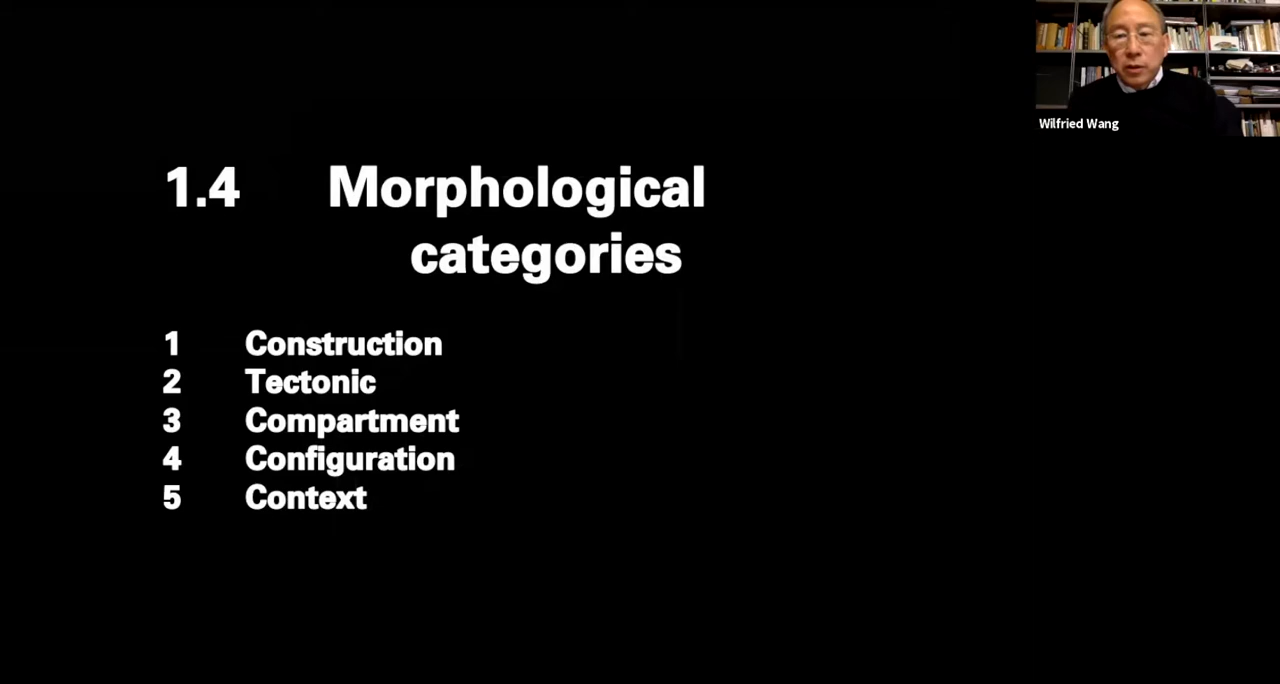 Wilfried Wang
1.4 Morphological
categories
1 Construction
2 Tectonic
3 Compartment
4 Configuration
5 Context